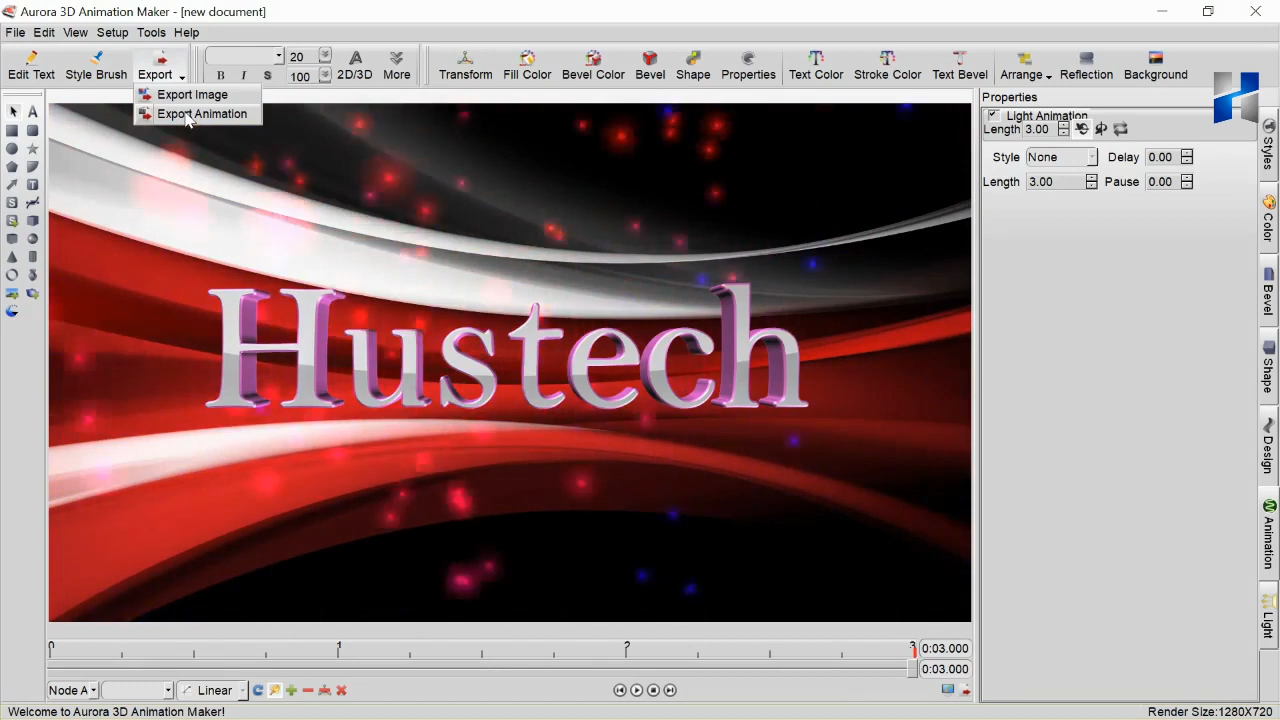 Aurora 3D Animation Maker - [new document]
File Edit View Setup Tools Help
20
B I S 100
Edit Text Style Brush Export 2D/3D More Transform Fill Color Bevel Color Bevel Shape Properties Text Color Stroke Color Text Bevel Arrange Reflection Background
Export Image
Export Animation
Properties
Light Animation
Length 3.00
Style None Delay 0.00
Length 3.00 Pause 0.00
Styles
Color
Bevel
Shape
Design
Animation
Light
Hustech
0 1 2 3 0:03.000
0:03.000
Node A Linear
Welcome to Aurora 3D Animation Maker! Render Size:1280X720